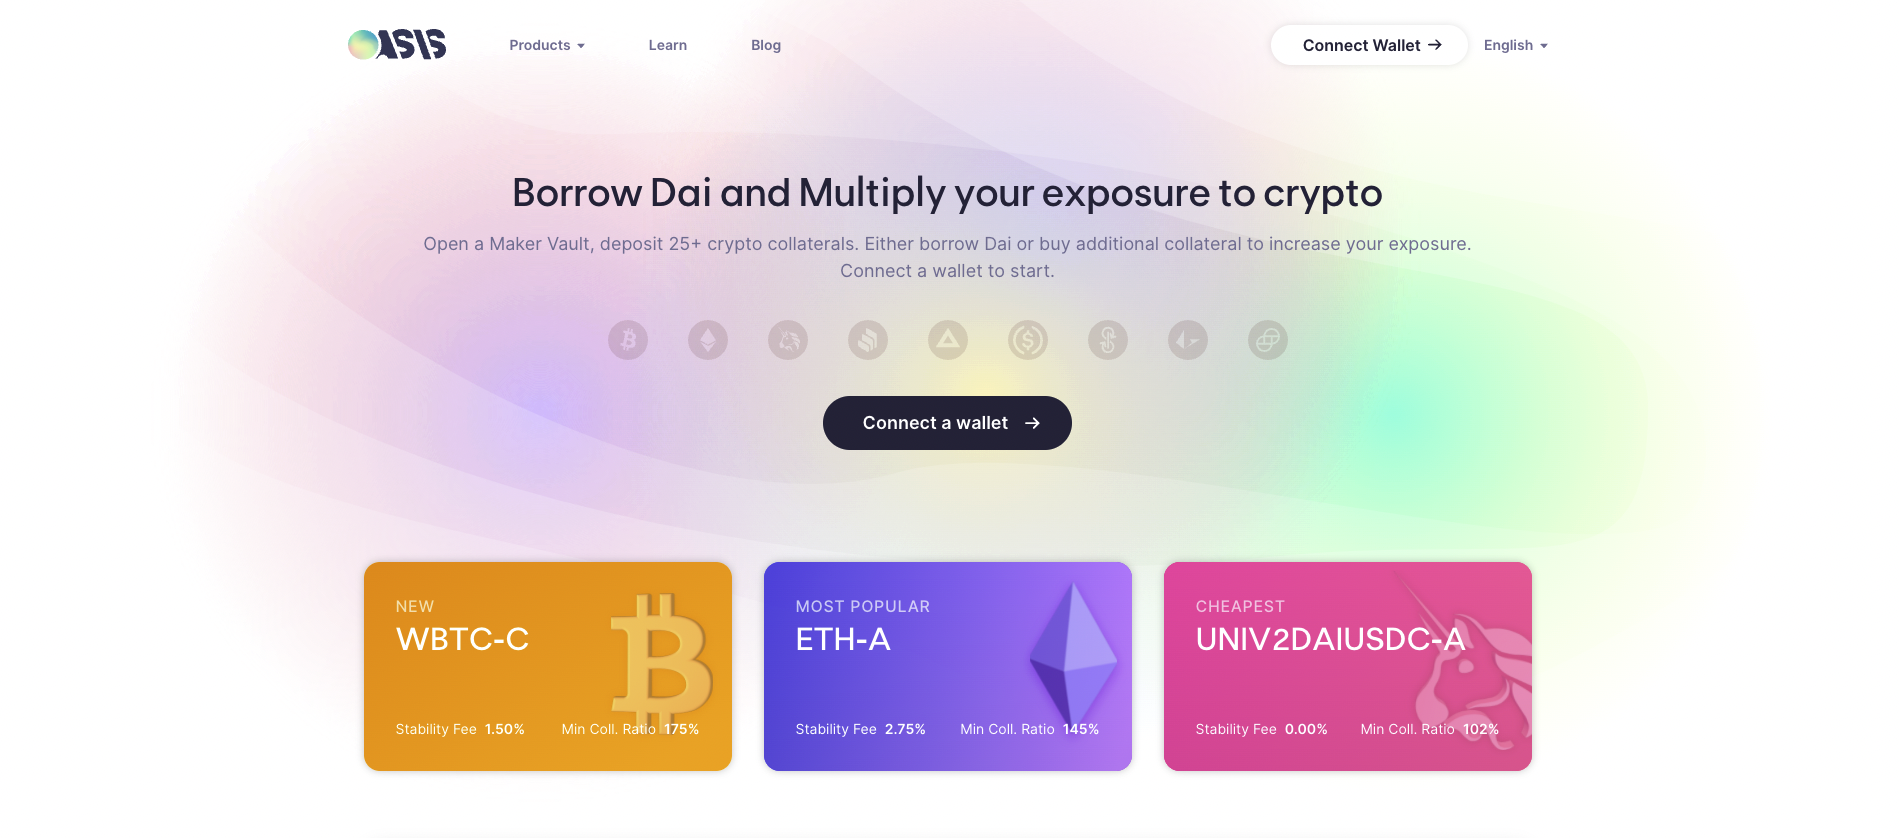 OASIS
Products
Learn
Blog
Connect Wallet →
English
Borrow Dai and Multiply your exposure to crypto
Open a Maker Vault, deposit 25+ crypto collaterals. Either borrow Dai or buy additional collateral to increase your exposure.
Connect a wallet to start.
Connect a wallet →
NEW
WBTC-C
Stability Fee 1.50% Min Coll. Ratio 175%
MOST POPULAR
ETH-A
Stability Fee 2.75% Min Coll. Ratio 145%
CHEAPEST
UNIV2DAIUSDC-A
Stability Fee 0.00% Min Coll. Ratio 102%